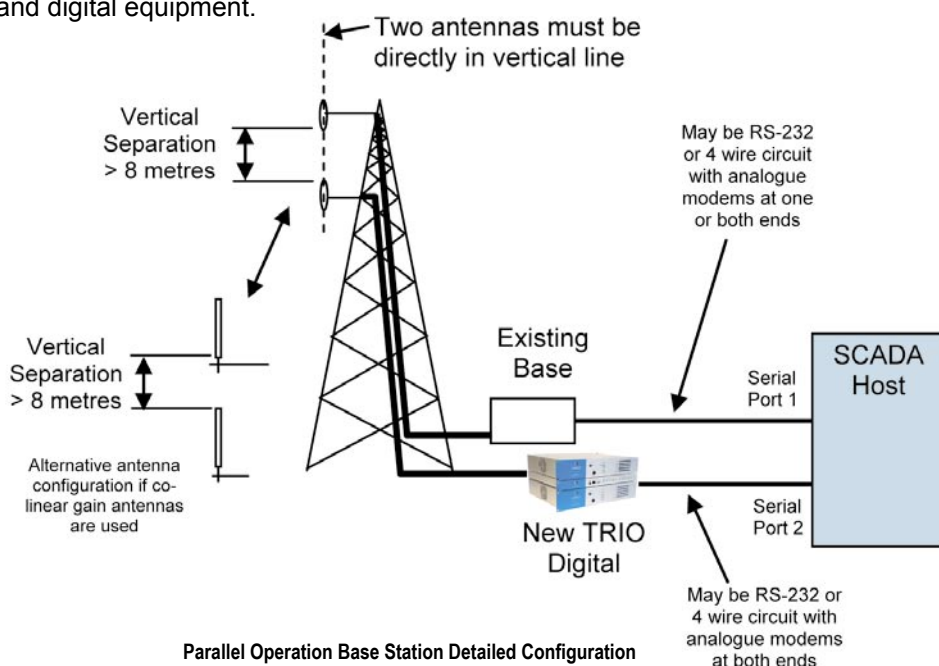 and digital equipment.
Two antennas must be
directly in vertical line
Vertical
Separation
> 8 metres
May be RS-232
or 4 wire circuit
with analogue
modems at one
or both ends
Vertical
Separation
> 8 metres
Alternative antenna
configuration if co-
linear gain antennas
are used
Existing
Base
Serial
Port 1
SCADA
Host
New TRIO
Digital
Serial
Port 2
May be RS-232 or
4 wire circuit with
analogue modems
at both ends
Parallel Operation Base Station Detailed Configuration